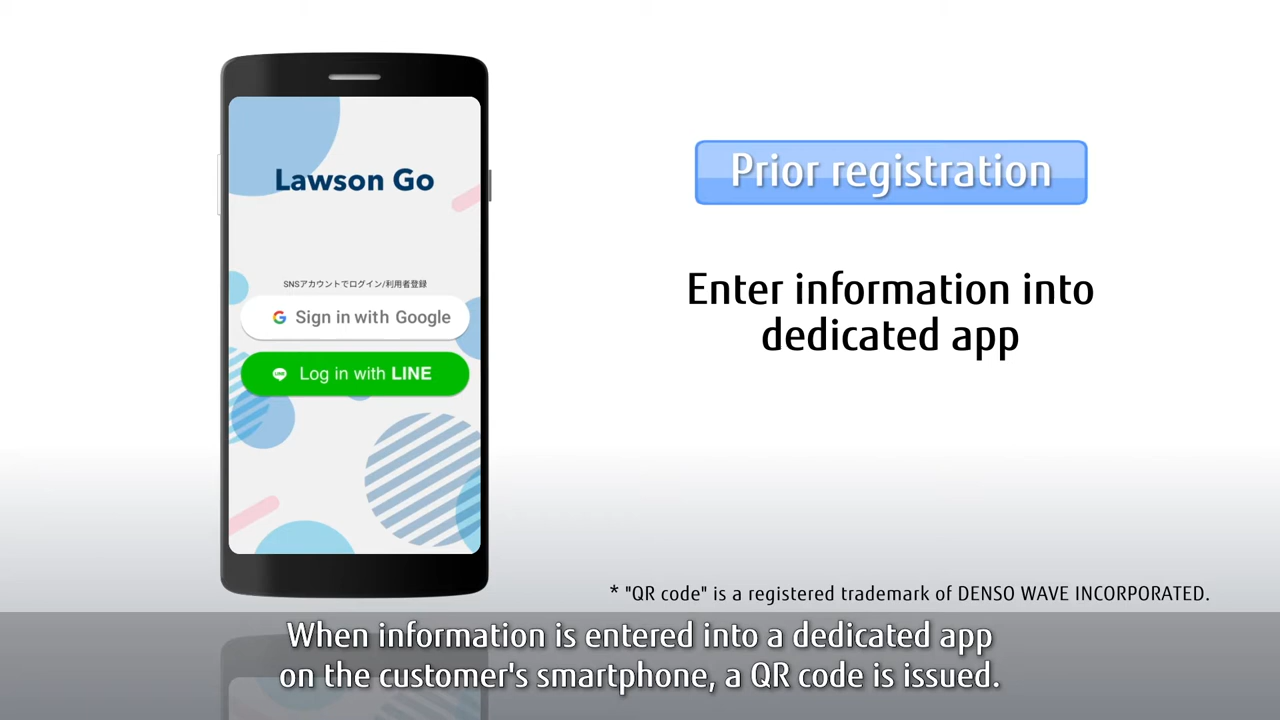 Lawson Go
SNSアカウントでログイン/利用者登録
Sign in with Google
LINE
Log in with LINE
Prior registration
Enter information into
dedicated app
* "QR code" is a registered trademark of DENSO WAVE INCORPORATED.
When information is entered into a dedicated app
on the customer's smartphone, a QR code is issued.